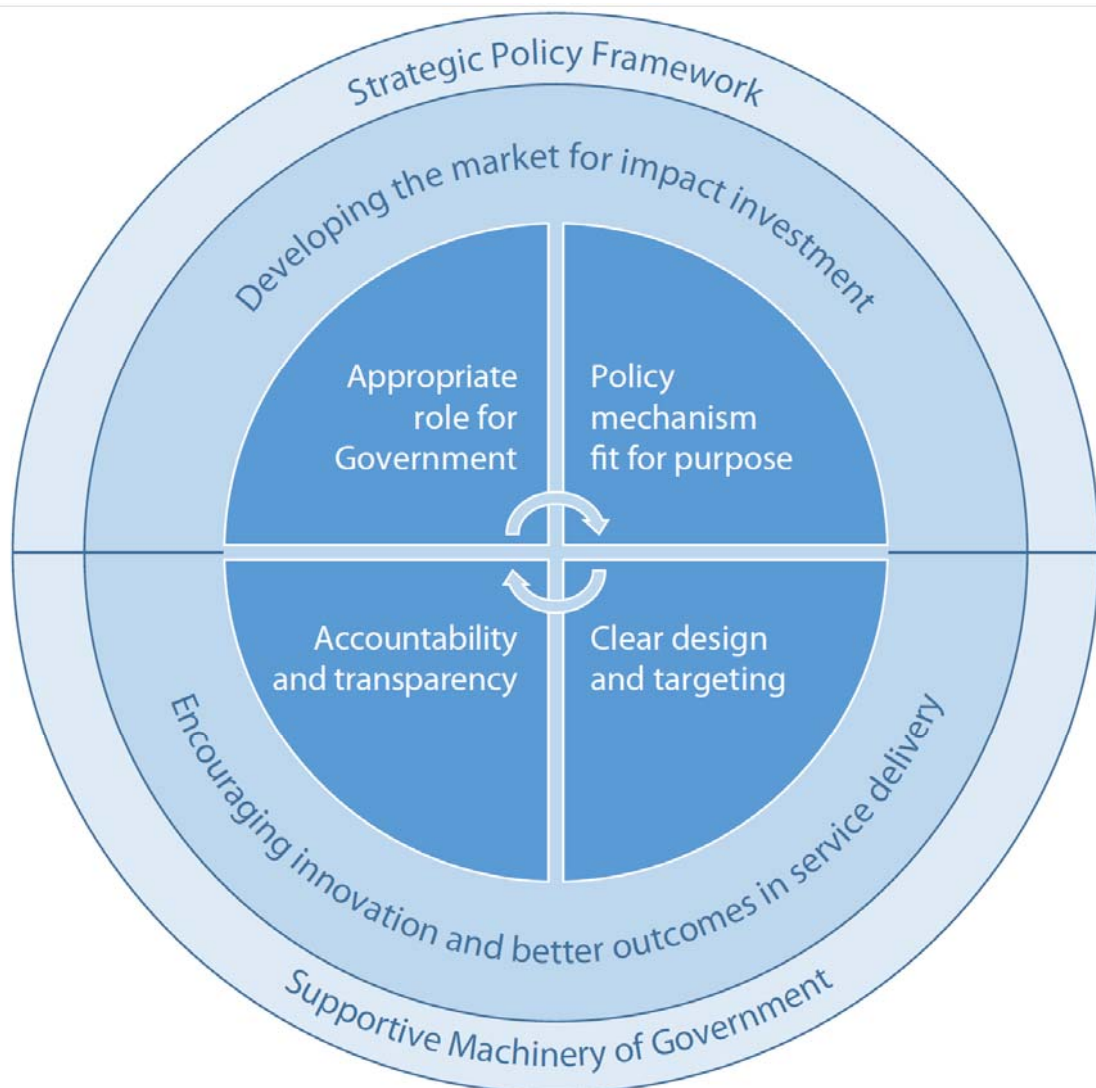 Strategic Policy Framework
Developing the market for impact investment
Appropriate
role for
Government
Policy
mechanism
fit for purpose
Accountability
and transparency
Clear design
and targeting
Encouraging innovation and better outcomes in service delivery
Supportive Machinery of Government